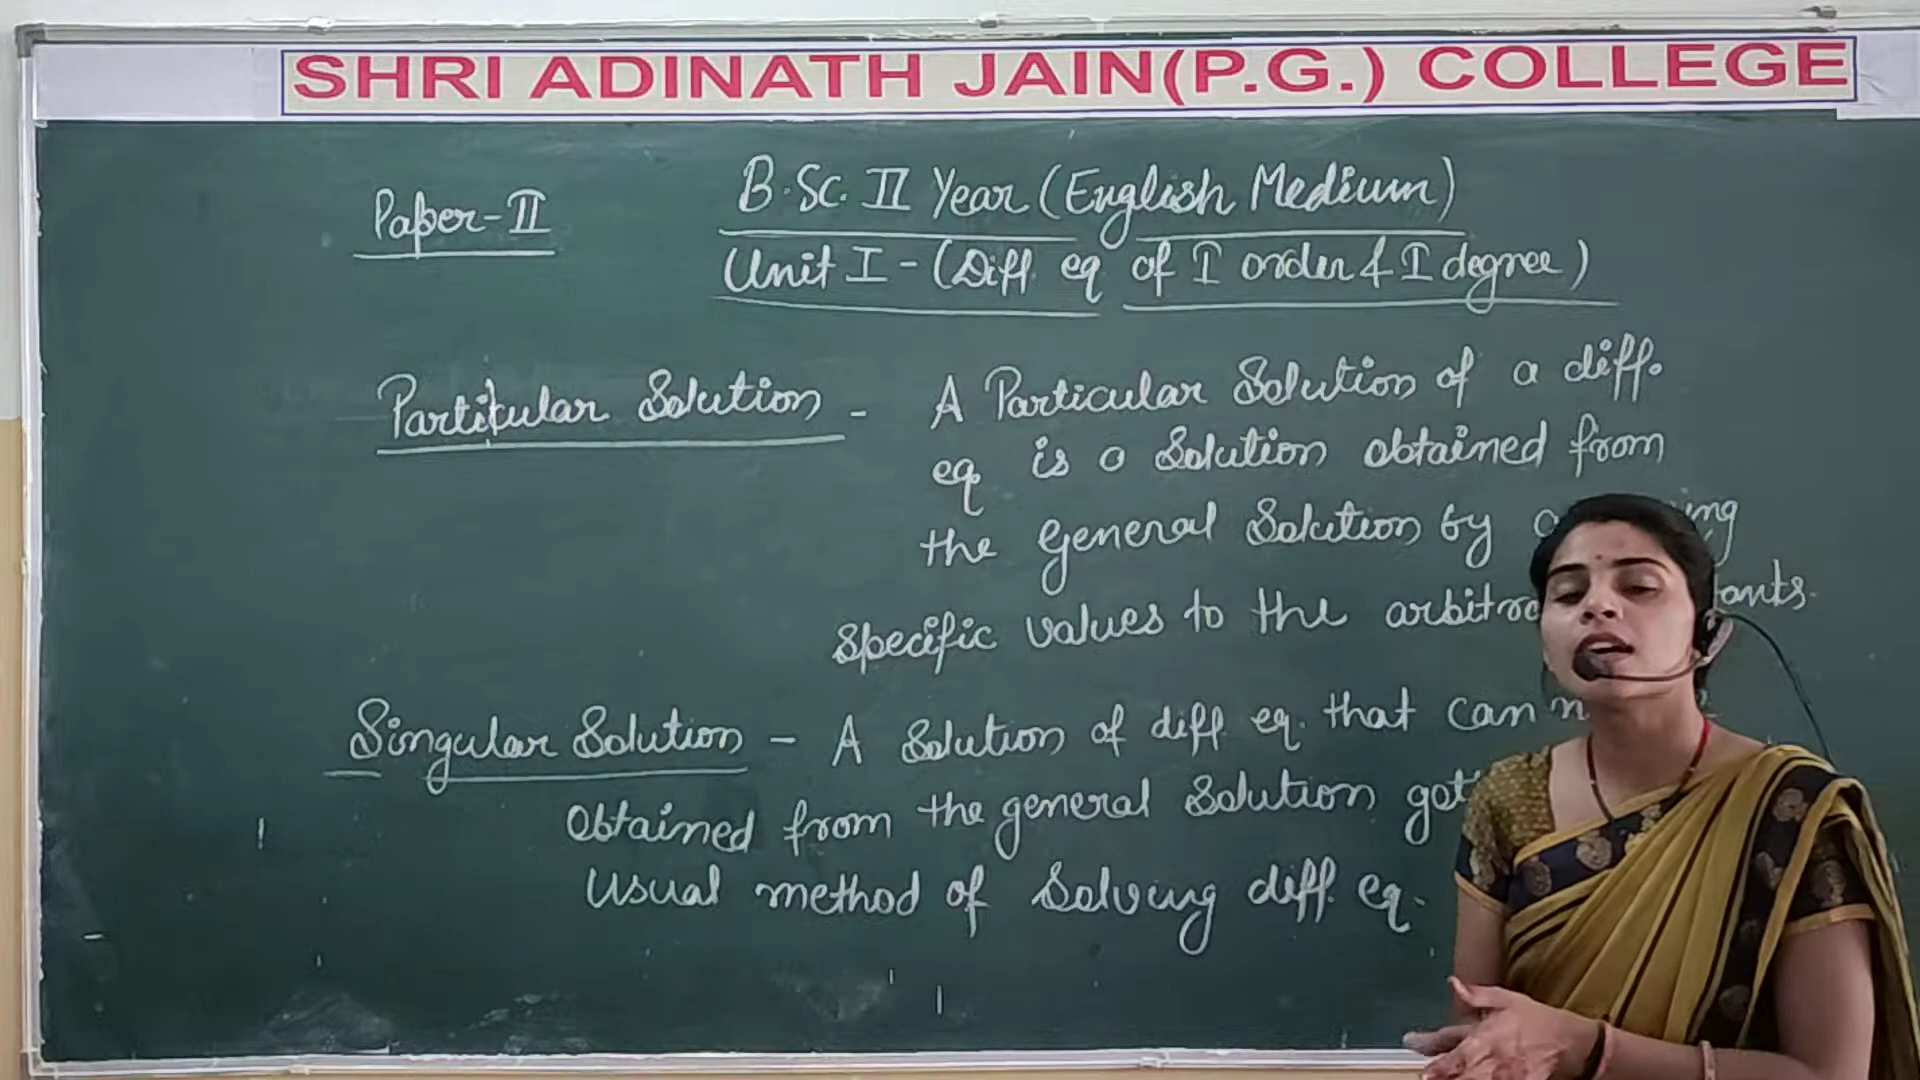 SHRI ADINATH JAIN(P.G.) COLLEGE
Paper-II
B.Sc. II Year (English Medium)
Unit I - (Diff eq of I order & I degree)
Particular Solution - A Particular Solution of a diff.
eq is a solution obtained from
the general solution by
specific values to the
Singular Solution - A solution of diff eq. that can
obtained from the general solution
usual method of solving diff. eq.